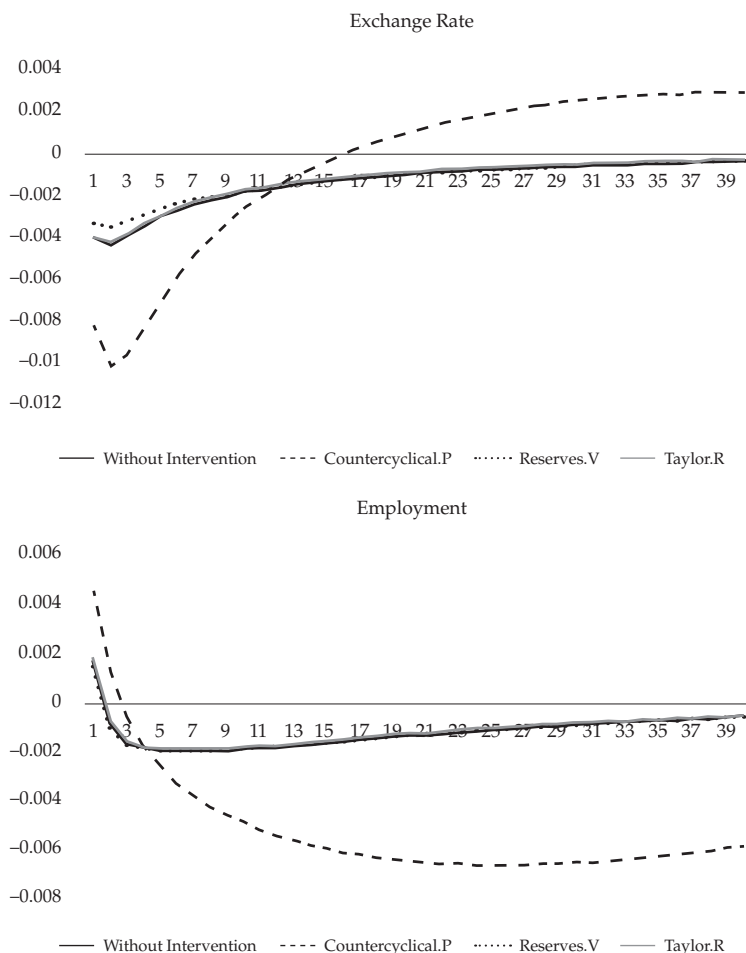 Exchange Rate
0.004
0.002
0
1 3 5 7 9 11 13 15 17 19 21 23 25 27 29 31 33 35 37 39
–0.002
–0.004
–0.006
–0.008
–0.01
–0.012
Without Intervention Countercyclical.P Reserves.V Taylor.R
Employment
0.006
0.004
0.002
0
1 3 5 7 9 11 13 15 17 19 21 23 25 27 29 31 33 35 37 39
–0.002
–0.004
–0.006
–0.008
Without Intervention Countercyclical.P Reserves.V Taylor.R